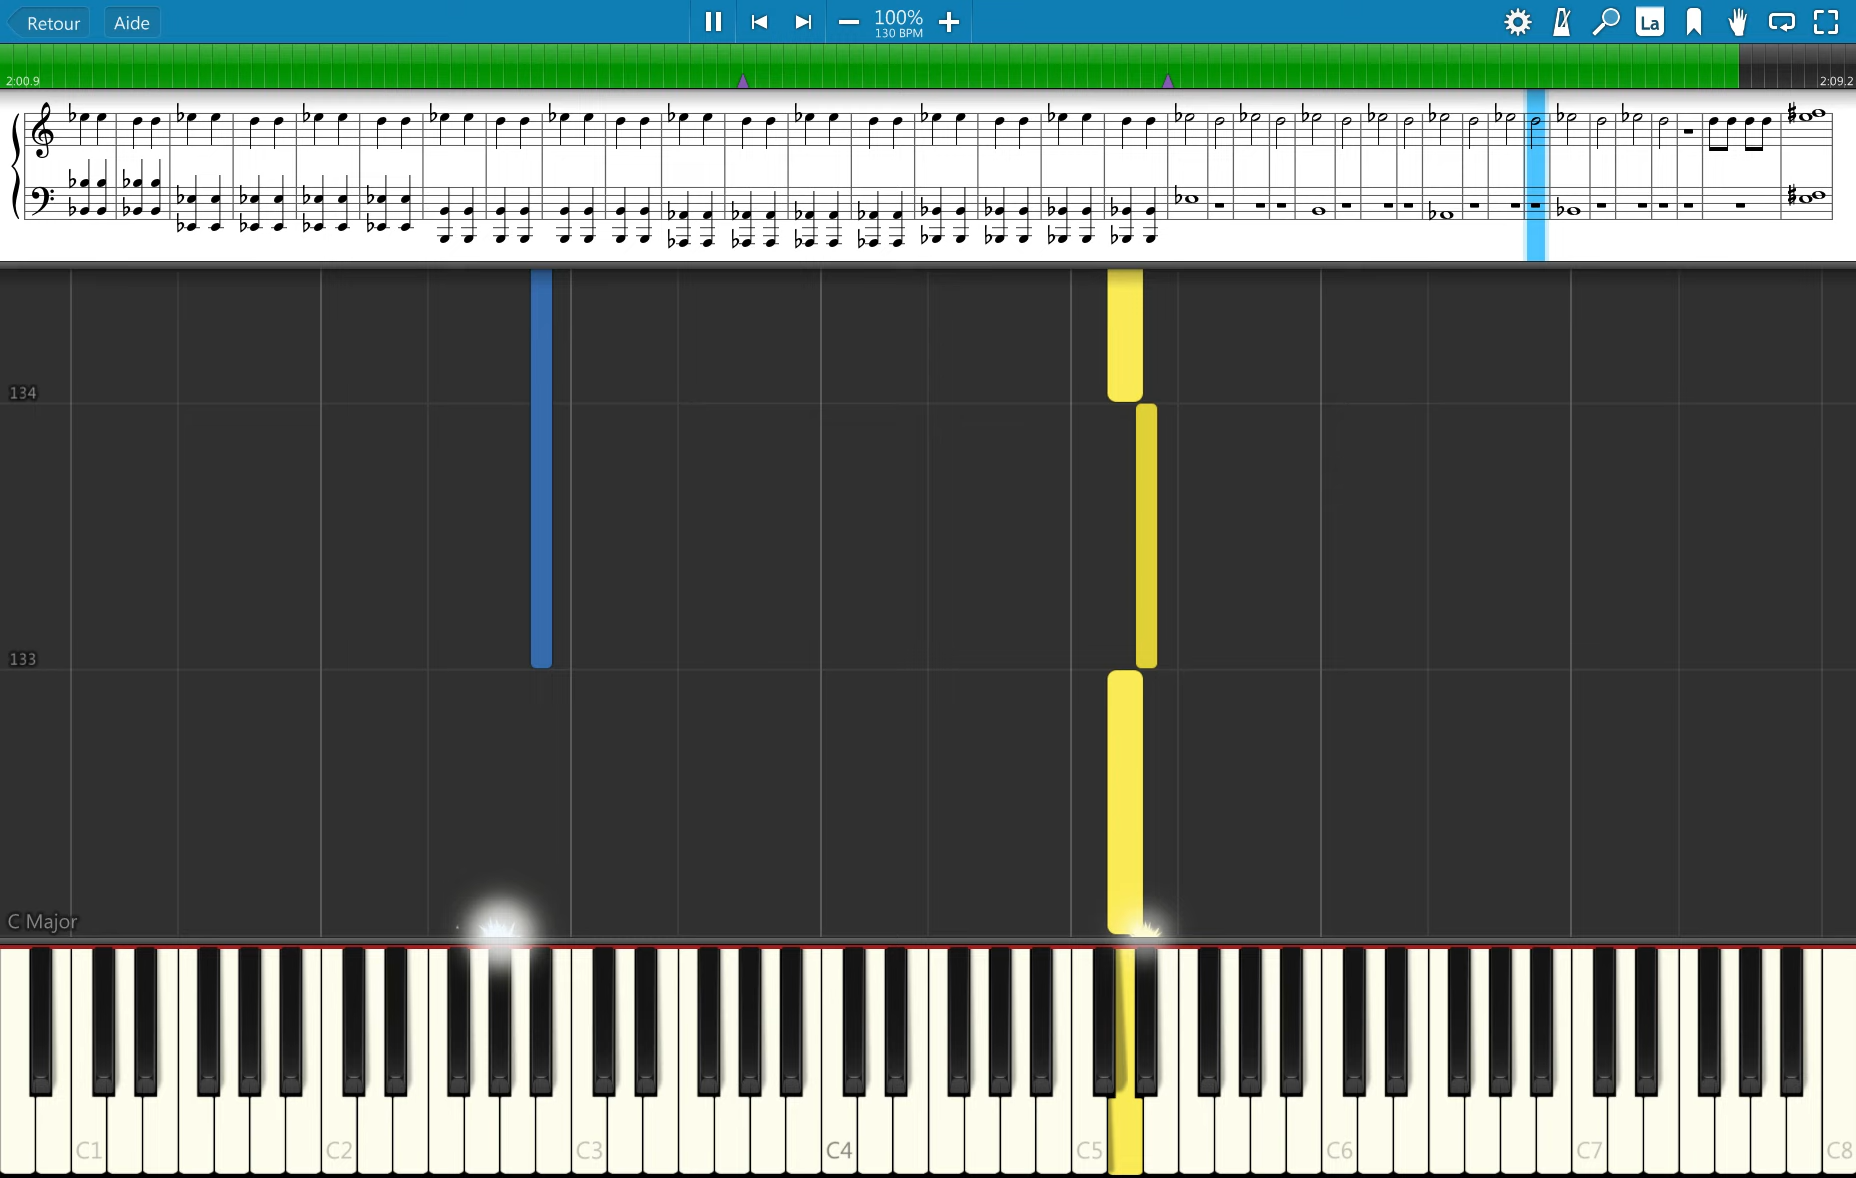 Retour Aide 100% La
130 BPM
2:00.9 2:09.2
134
133
C Major
C1 C2 C3 C4 C5 C6 C7 C8